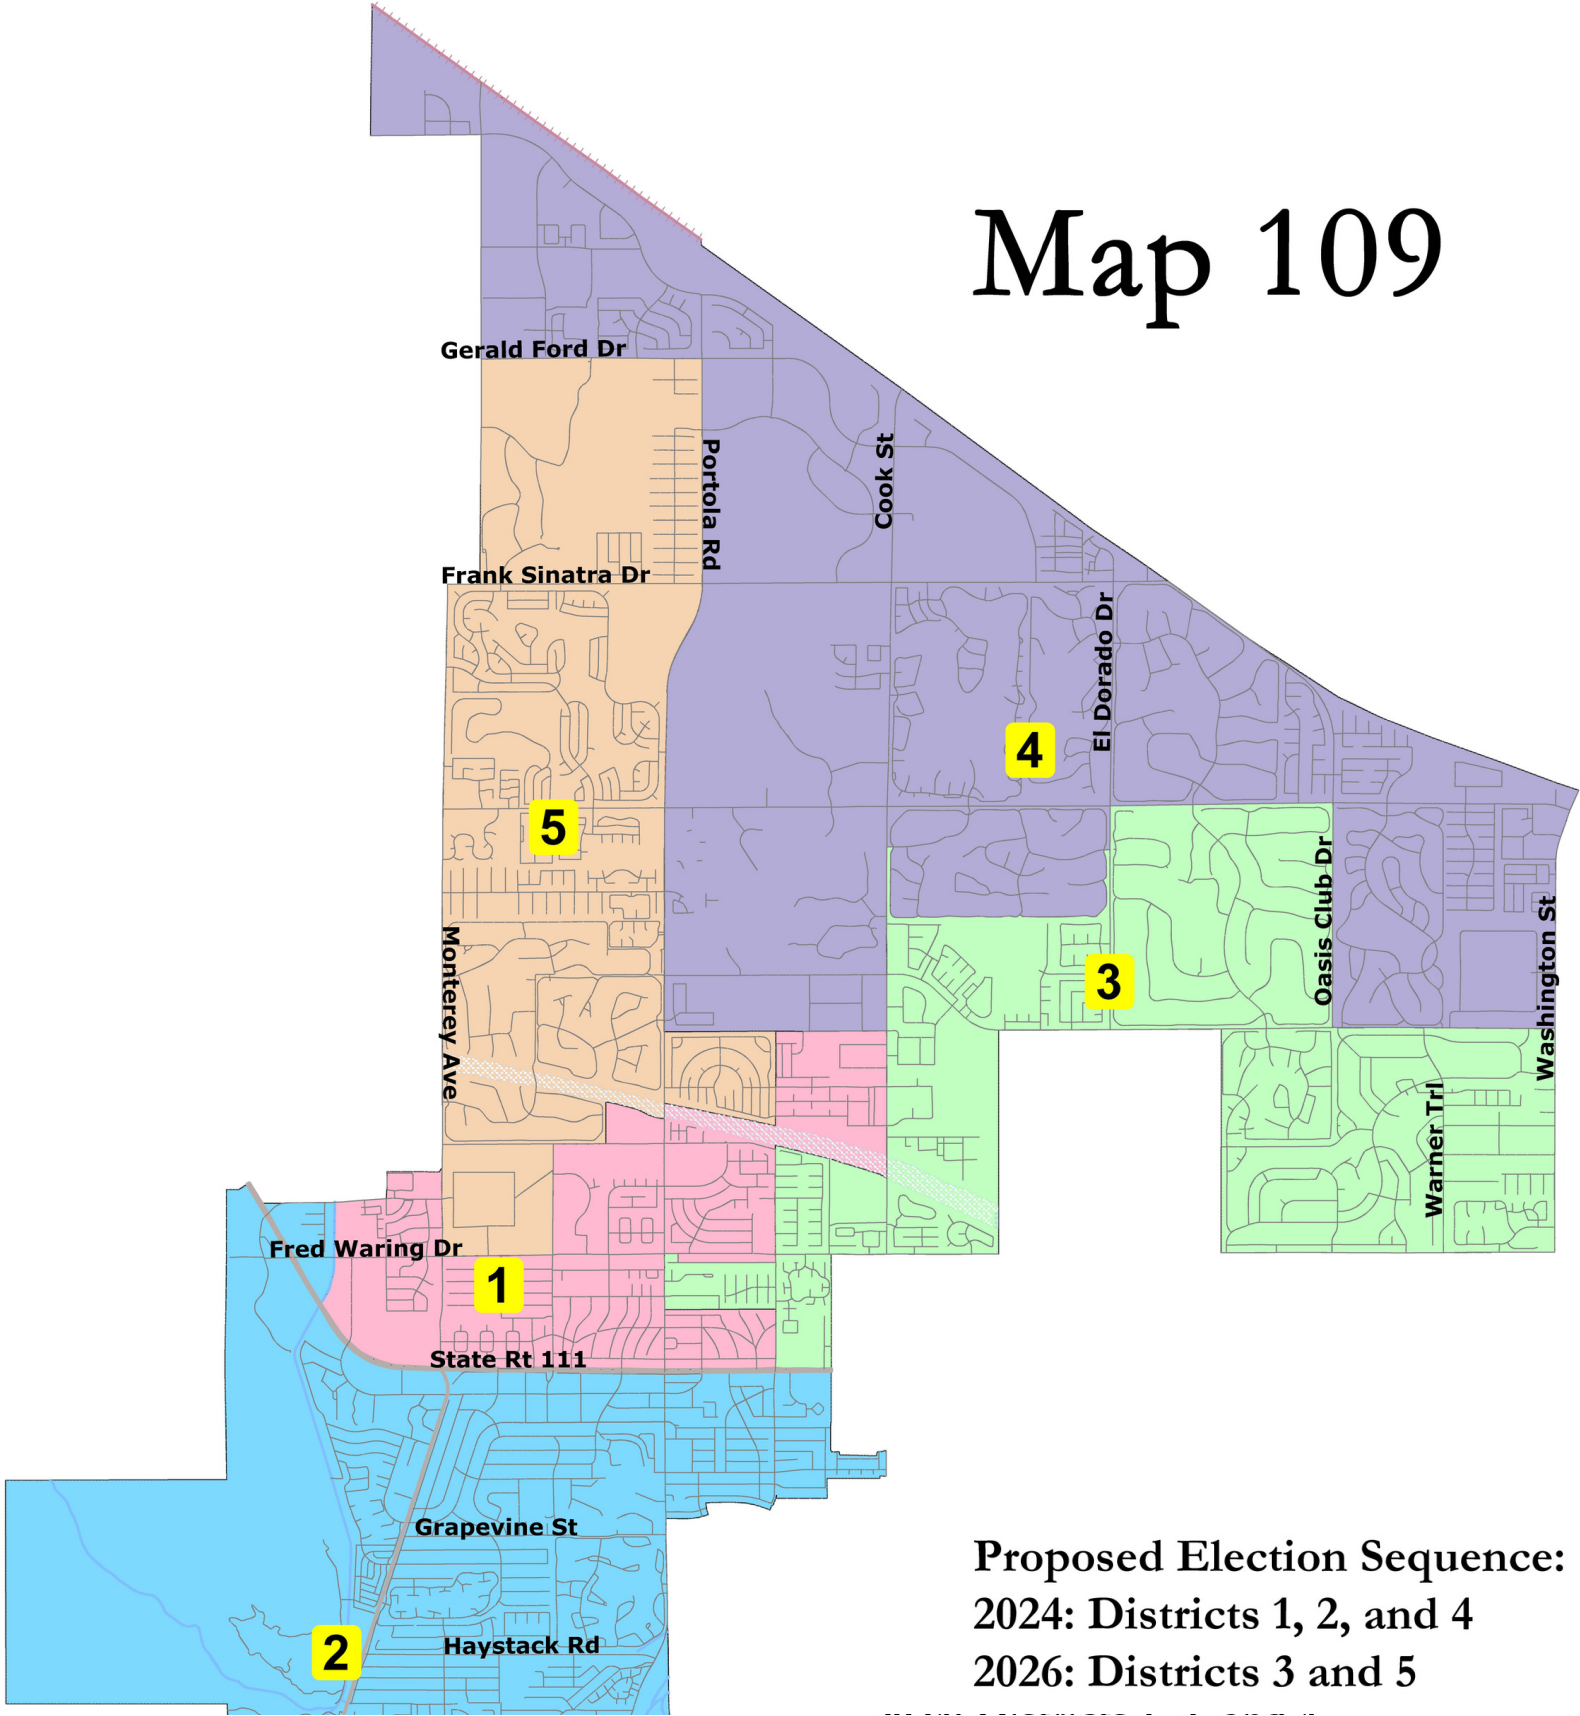 Map 109
Gerald Ford Dr
Portola Rd
Cook St
Frank Sinatra Dr
El Dorado Dr
4
5
Oasis Club Dr
Monterey Ave
3
Washington St
Warner Trl
Fred Waring Dr
1
State Rt 111
Grapevine St
Haystack Rd
2
Proposed Election Sequence:
2024: Districts 1, 2, and 4
2026: Districts 3 and 5